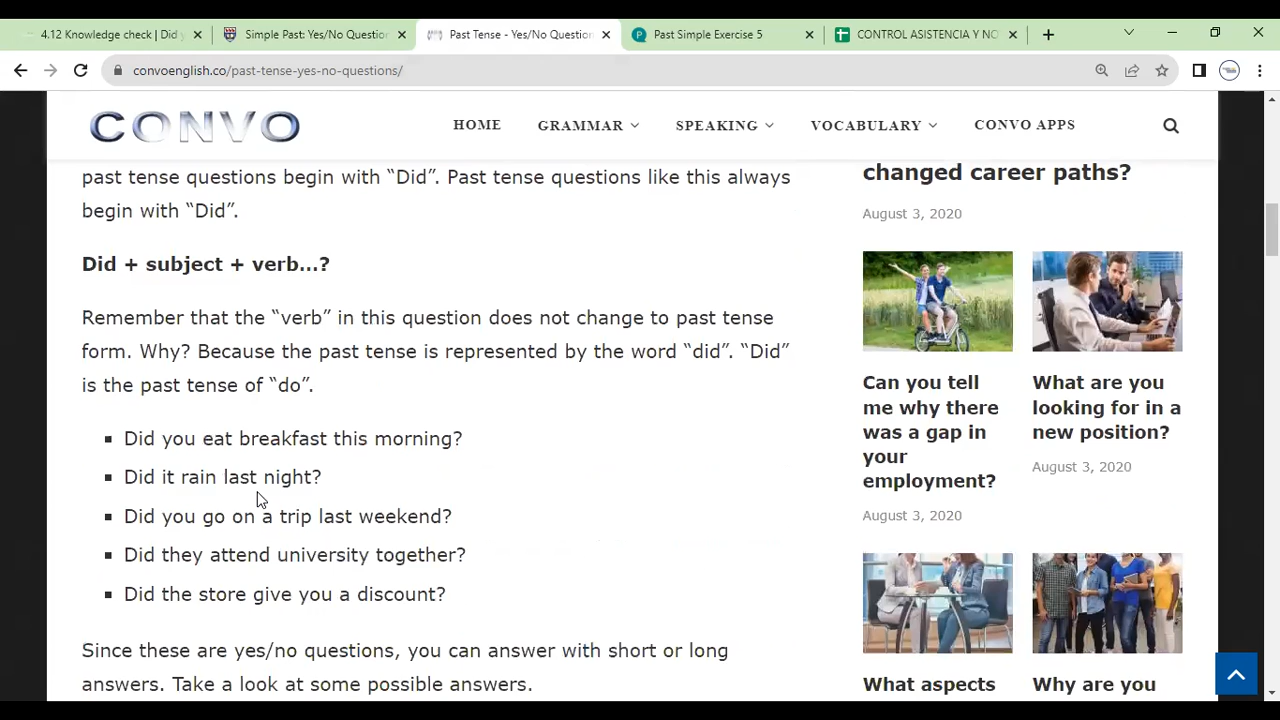 4.12 Knowledge check | Did y
Simple Past: Yes/No Question
Past Tense - Yes/No Question
Past Simple Exercise 5
CONTROL ASISTENCIA Y NO
convoenglish.co/past-tense-yes-no-questions/
CONVO
HOME
GRAMMAR
SPEAKING
VOCABULARY
CONVO APPS
past tense questions begin with “Did”. Past tense questions like this always
begin with “Did”.
Did + subject + verb…?
Remember that the “verb” in this question does not change to past tense
form. Why? Because the past tense is represented by the word “did”. “Did”
is the past tense of “do”.
Did you eat breakfast this morning?
Did it rain last night?
Did you go on a trip last weekend?
Did they attend university together?
Did the store give you a discount?
Since these are yes/no questions, you can answer with short or long
answers. Take a look at some possible answers.
changed career paths?
August 3, 2020
Can you tell
me why there
was a gap in
your
employment?
August 3, 2020
What are you
looking for in a
new position?
August 3, 2020
What aspects
Why are you